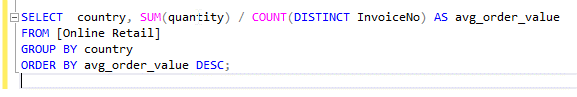 SELECT country, SUM(quantity) / COUNT(DISTINCT InvoiceNo) AS avg_order_value
FROM [Online Retail]
GROUP BY country
ORDER BY avg_order_value DESC;